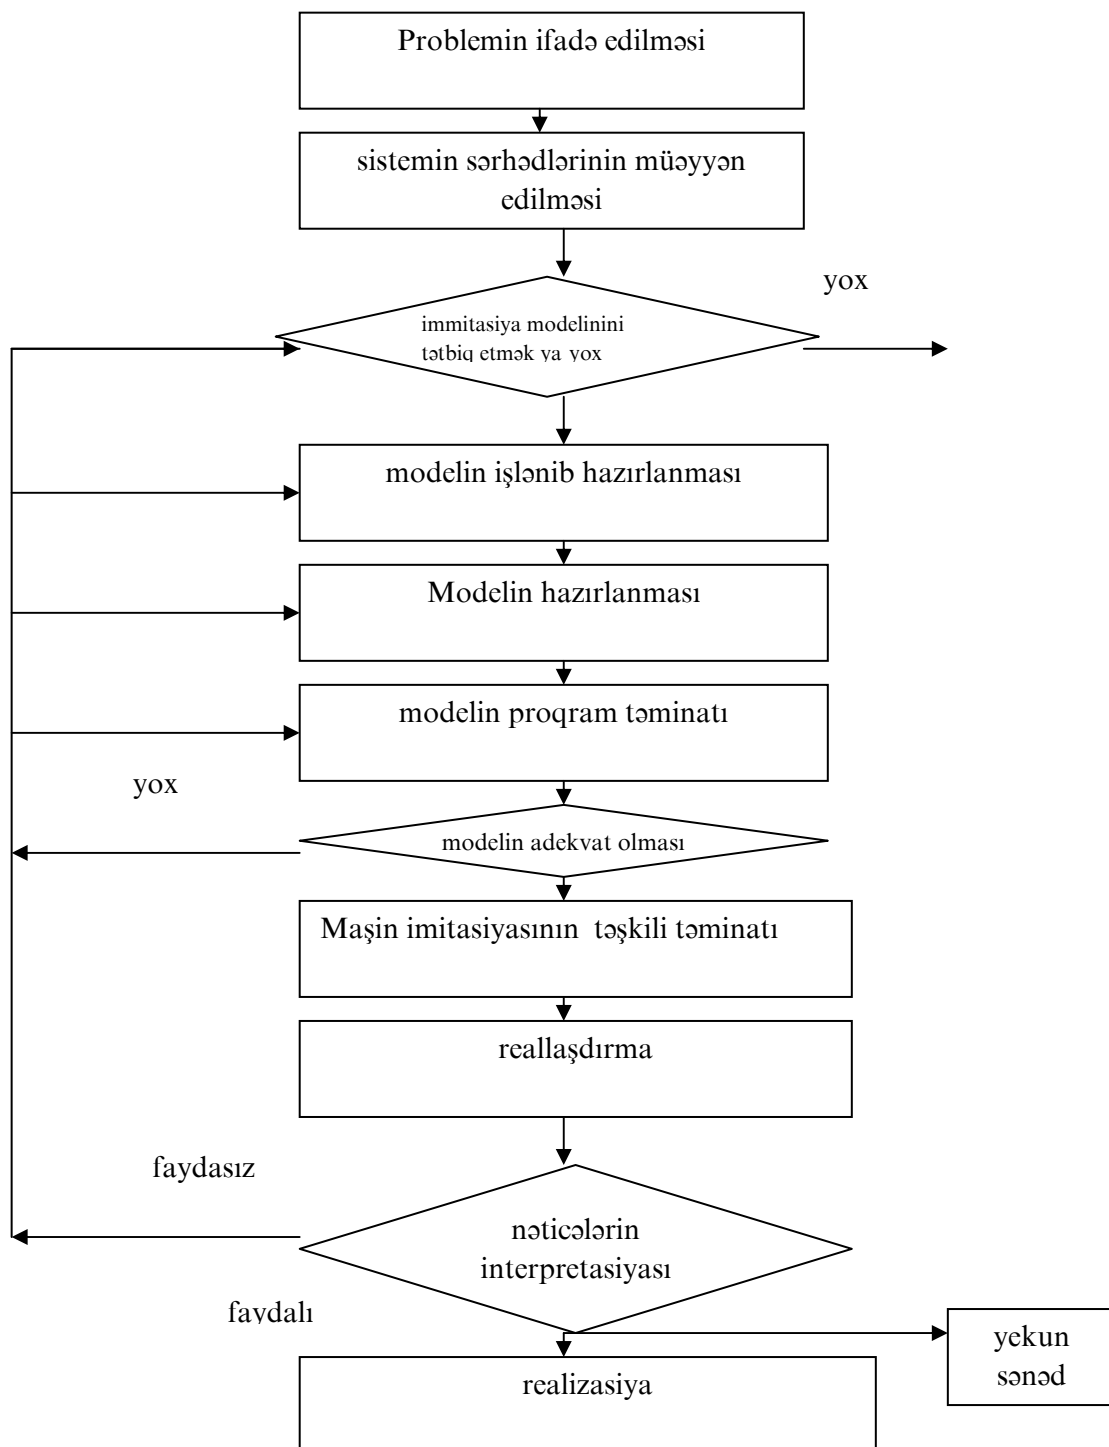 Problemin ifadə edilməsi
sistemin sərhədlərinin müəyyən
edilməsi
yox
immitasiya modelinini
tətbiq etmək ya yox
modelin işlənib hazırlanması
Modelin hazırlanması
modelin proqram təminatı
yox
modelin adekvat olması
Maşin imitasiyasının təşkili təminatı
reallaşdırma
faydasız
nəticələrin
interpretasiyası
faydalı
yekun
sənəd
realizasiya